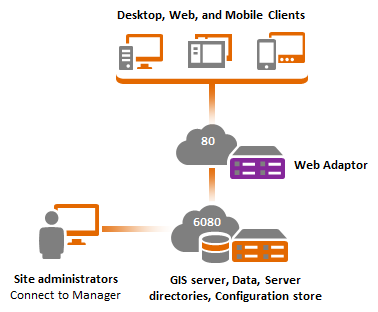 Desktop, Web, and Mobile Clients
80
Web Adaptor
6080
Site administrators
Connect to Manager
GIS server, Data, Server
directories, Configuration store